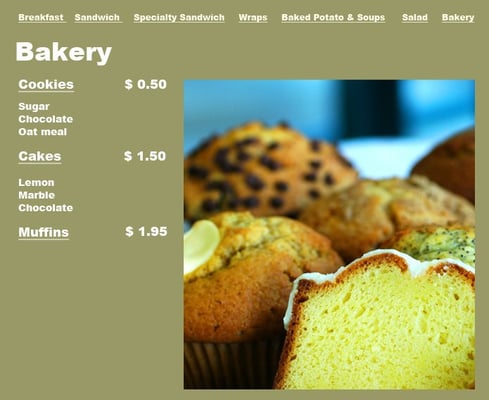 Breakfast Sandwich Specialty Sandwich Wraps Baked Potato & Soups Salad Bakery
Bakery
Cookies $ 0.50
Sugar
Chocolate
Oat meal
Cakes $ 1.50
Lemon
Marble
Chocolate
Muffins $ 1.95